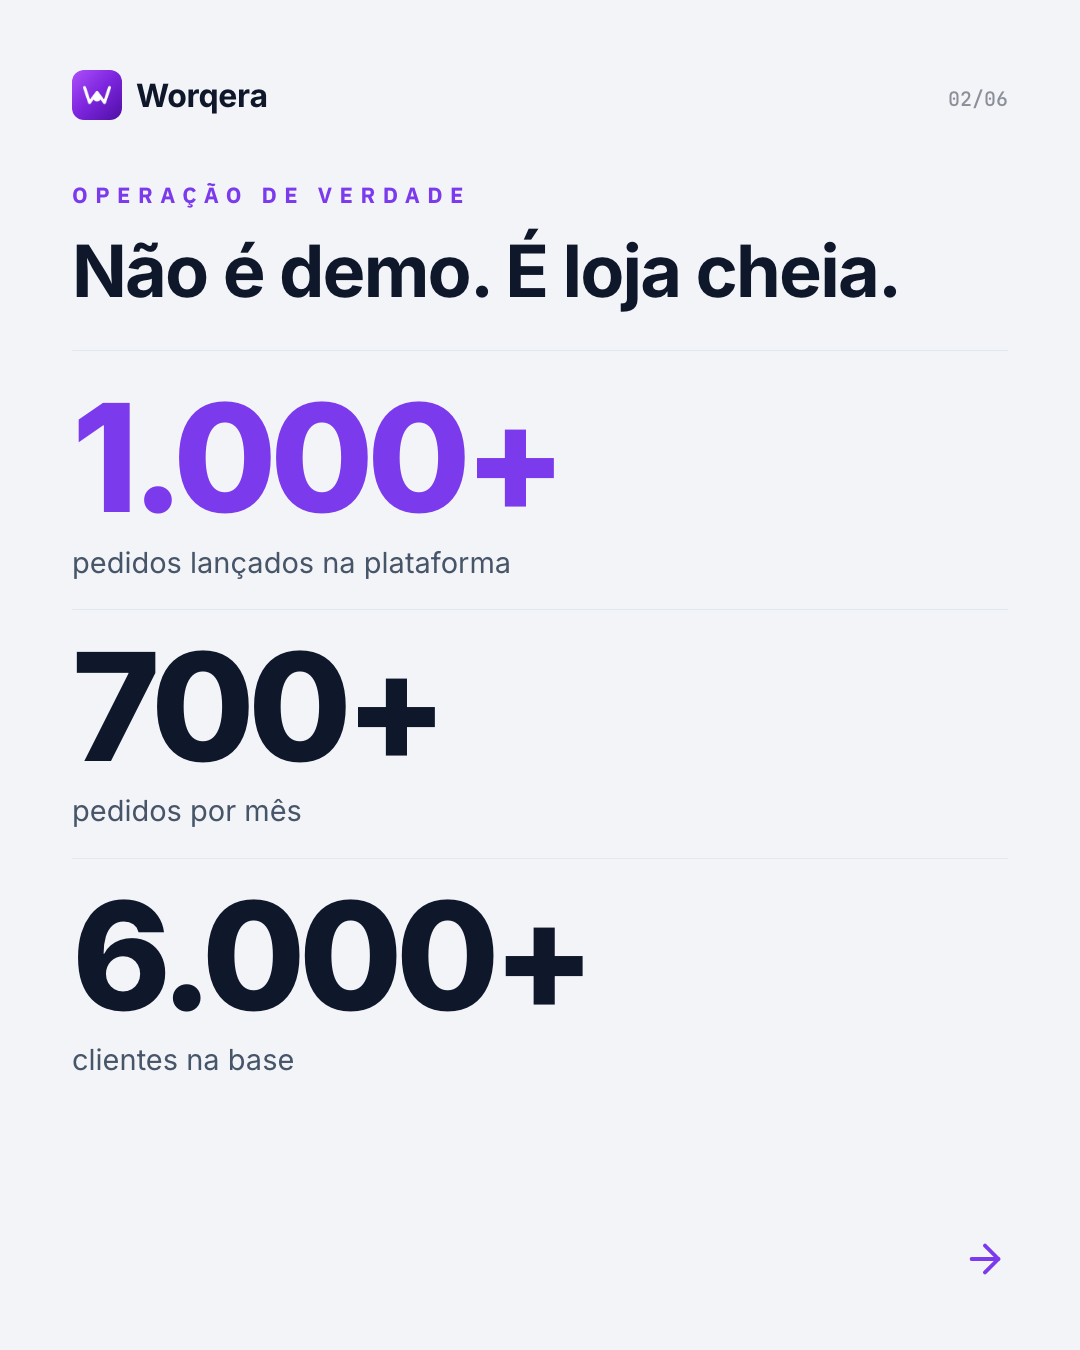 Worqera
02/06
OPERAÇÃO DE VERDADE
Não é demo. É loja cheia.
1.000+
pedidos lançados na plataforma
700+
pedidos por mês
6.000+
clientes na base